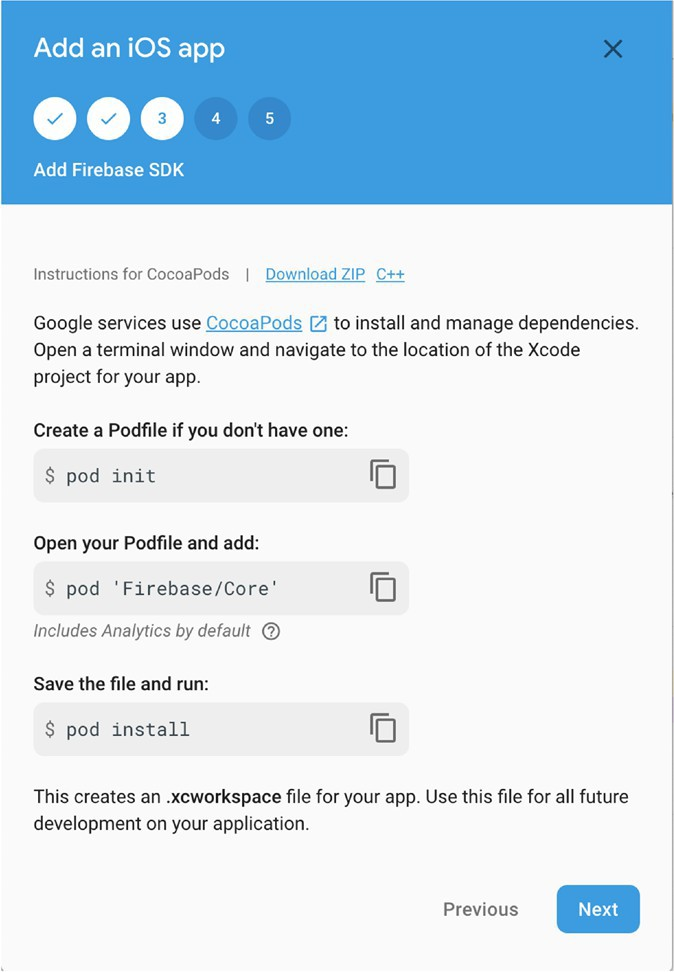 Add an iOS app
3 4 5
Add Firebase SDK
Instructions for CocoaPods | Download ZIP C++
Google services use CocoaPods to install and manage dependencies.
Open a terminal window and navigate to the location of the Xcode
project for your app.
Create a Podfile if you don't have one:
$ pod init
Open your Podfile and add:
$ pod 'Firebase/Core'
Includes Analytics by default ?
Save the file and run:
$ pod install
This creates an .xcworkspace file for your app. Use this file for all future
development on your application.
Previous Next